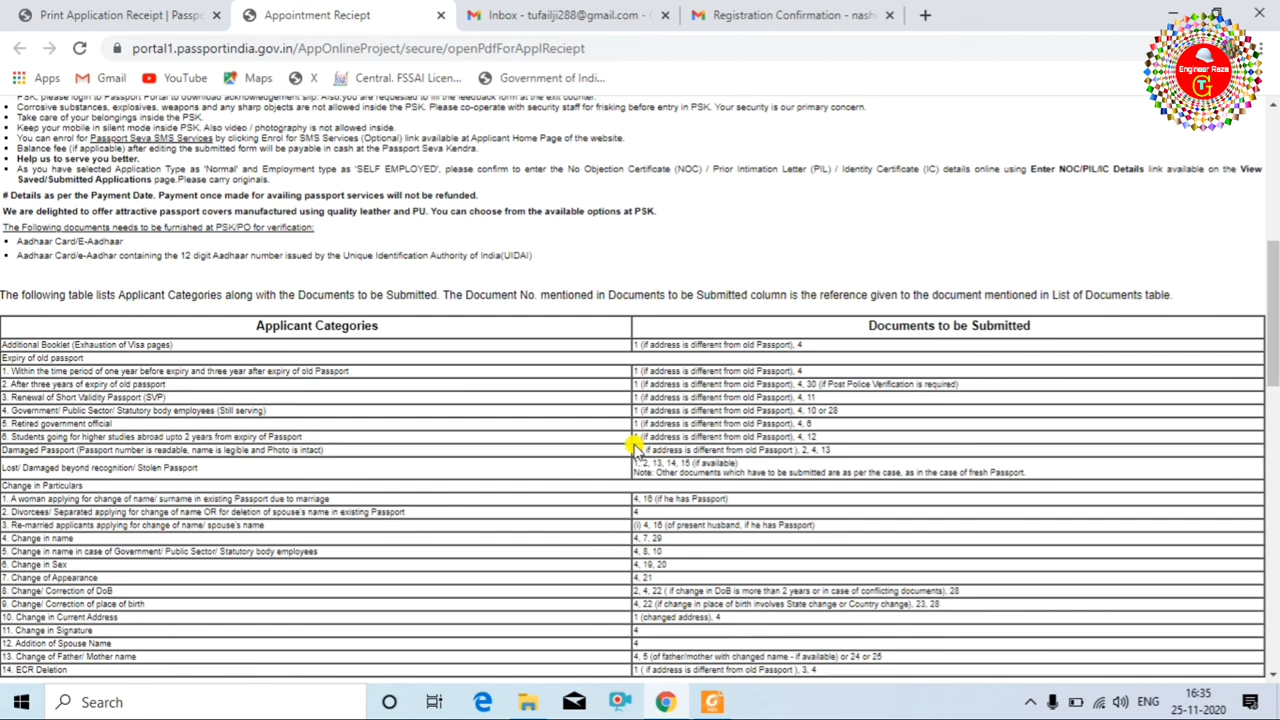 Print Application Receipt | Passpo
Appointment Reciept
Inbox - tufailji288@gmail.com - G
Registration Confirmation - nash
portal1.passportindia.gov.in/AppOnlineProject/secure/openPdfForApplReciept
Apps
Gmail
YouTube
Maps
X
Central. FSSAI Licen...
Government of Indi...
Engineer Raza
PSK, please login to Passport Portal to download acknowledgement slip. Also,you are requested to fill the feedback form at the exit counter.
Corrosive substances, explosives, weapons and any sharp objects are not allowed inside the PSK. Please co-operate with security staff for frisking before entry in PSK. Your security is our primary concern.
Take care of your belongings inside the PSK.
Keep your mobile in silent mode inside PSK. Also video / photography is not allowed inside.
You can enrol for Passport Seva SMS Services by clicking Enrol for SMS Services (Optional) link available at Applicant Home Page of the website.
Balance fee (if applicable) after editing the submitted form will be payable in cash at the Passport Seva Kendra.
Help us to serve you better.
As you have selected Application Type as 'Normal' and Employment type as 'SELF EMPLOYED', please confirm to enter the No Objection Certificate (NOC) / Prior Intimation Letter (PIL) / Identity Certificate (IC) details online using Enter NOC/PIL/IC Details link available on the View
Saved/Submitted Applications page.Please carry originals.
# Details as per the Payment Date. Payment once made for availing passport services will not be refunded.
We are delighted to offer attractive passport covers manufactured using quality leather and PU. You can choose from the available options at PSK.
The Following documents needs to be furnished at PSK/PO for verification:
Aadhaar Card/E-Aadhaar
Aadhaar Card/e-Aadhar containing the 12 digit Aadhaar number issued by the Unique Identification Authority of India(UIDAI)
The following table lists Applicant Categories along with the Documents to be Submitted. The Document No. mentioned in Documents to be Submitted column is the reference given to the document mentioned in List of Documents table.
Applicant Categories Documents to be Submitted
Additional Booklet (Exhaustion of Visa pages) 1 (if address is different from old Passport), 4
Expiry of old passport
1. Within the time period of one year before expiry and three year after expiry of old Passport 1 (if address is different from old Passport), 4
2. After three years of expiry of old passport 1 (if address is different from old Passport), 4, 30 (if Post Police Verification is required)
3. Renewal of Short Validity Passport (SVP) 1 (if address is different from old Passport), 4, 11
4. Government/ Public Sector/ Statutory body employees (Still serving) 1 (if address is different from old Passport), 4, 10 or 28
5. Retired government official 1 (if address is different from old Passport), 4, 6
6. Students going for higher studies abroad upto 2 years from expiry of Passport 1 (if address is different from old Passport), 4, 12
Damaged Passport (Passport number is readable, name is legible and Photo is intact) if address is different from old Passport ), 2, 4, 13
Lost/ Damaged beyond recognition/ Stolen Passport 1, 2, 13, 14, 15 (if available)
Note: Other documents which have to be submitted are as per the case, as in the case of fresh Passport.
Change in Particulars
1. A woman applying for change of name/ surname in existing Passport due to marriage 4, 16 (if he has Passport)
2. Divorcees/ Separated applying for change of name OR for deletion of spouse's name in existing Passport 4
3. Re-married applicants applying for change of name/ spouse's name (i) 4, 16 (of present husband, if he has Passport)
4. Change in name 4, 7, 29
5. Change in name in case of Government/ Public Sector/ Statutory body employees 4, 8, 10
6. Change in Sex 4, 19, 20
7. Change of Appearance 4, 21
8. Change/ Correction of DoB 2, 4, 22 ( if change in DoB is more than 2 years or in case of conflicting documents), 28
9. Change/ Correction of place of birth 4, 22 (if change in place of birth involves State change or Country change), 23, 28
10. Change in Current Address 1 (changed address), 4
11. Change in Signature 4
12. Addition of Spouse Name 4
13. Change of Father/ Mother name 4, 5 (of father/mother with changed name - if available) or 24 or 25
14. ECR Deletion 1 ( if address is different from old Passport ), 3, 4
Search
ENG
16:35
25-11-2020